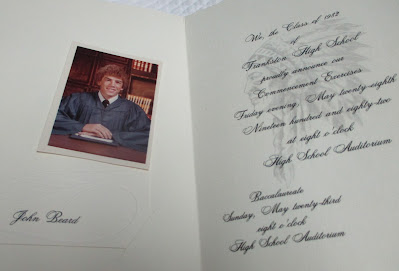 John Beard
We, the Class of 1982
of
Frankston High School
proudly announce our
Commencement Exercises
Friday evening, May twenty-eighth
Nineteen hundred and eighty-two
at eight o'clock
High School Auditorium
Baccalaureate
Sunday, May twenty-third
eight o'clock
High School Auditorium